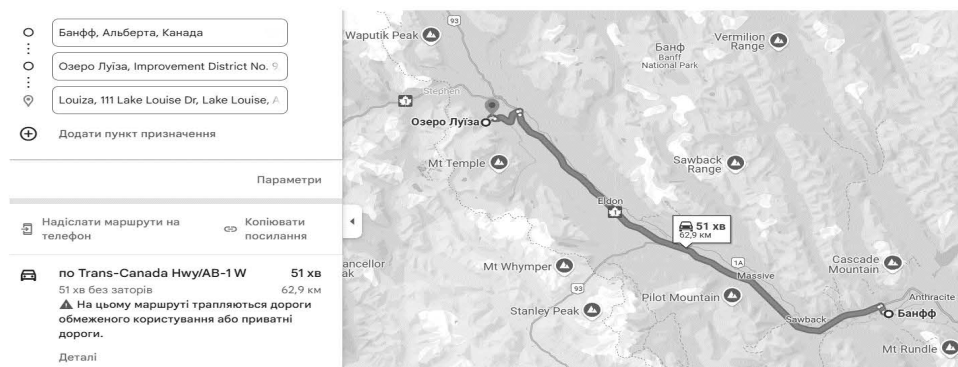 Банфф, Альберта, Канада
Озеро Луїза, Improvement District No. 9
Louiza, 111 Lake Louise Dr, Lake Louise, A
Додати пункт призначення
Параметри
Надіслати маршрути на
телефон
Копіювати
посилання
по Trans-Canada Hwy/AB-1 W 51 хв
51 хв без заторів 62,9 км
На цьому маршруті трапляються дороги
обмеженого користування або приватні
дороги.
Деталі
93
Waputik Peak
Банф
Banff
National Park
Vermilion
Range
Stephen
1
Озеро Луїза
Mt Temple
Sawback
Range
Eldon
1
51 хв
62,9 км
ancellor
ak
Mt Whymper
93
1A
Massive
Cascade
Mountain
Stanley Peak
Pilot Mountain
Anthracite
Sawback
Банфф
Mt Rundle